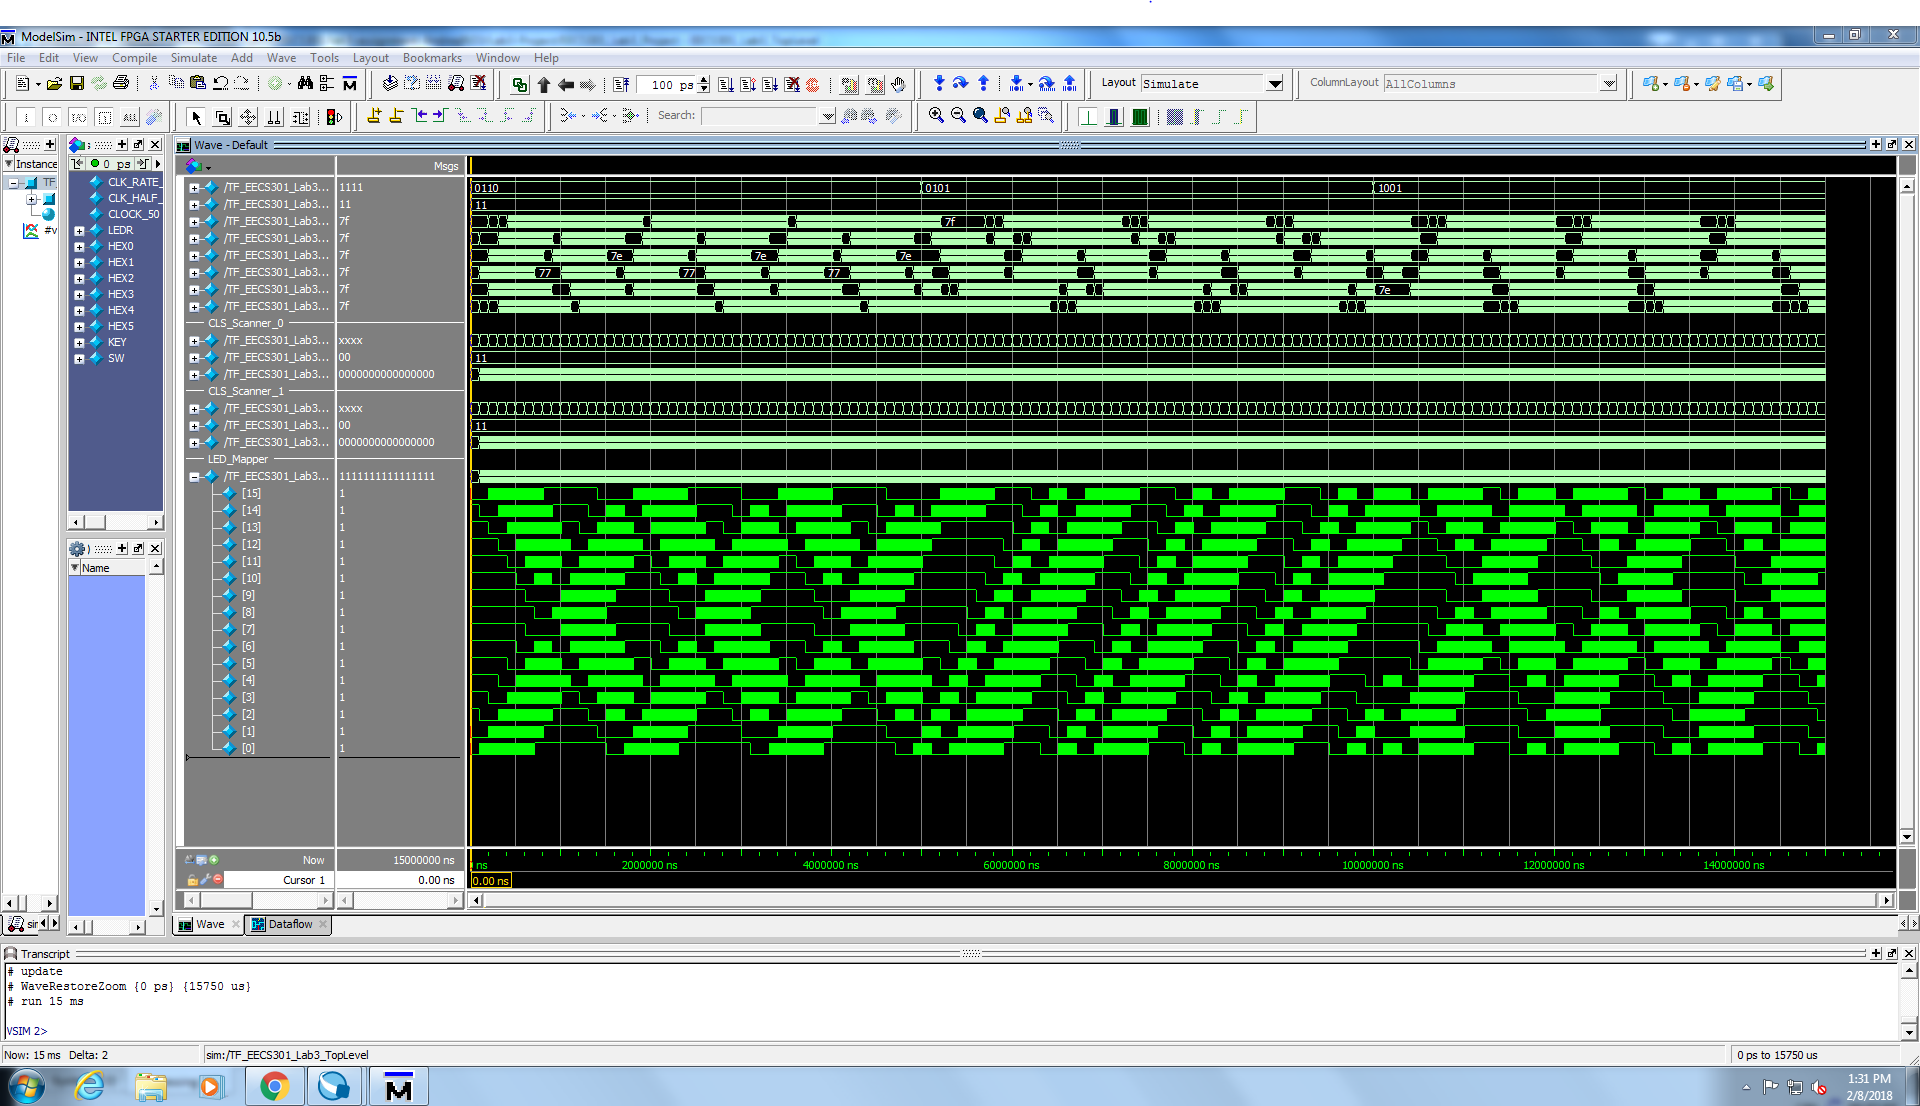 ModelSim - INTEL FPGA STARTER EDITION 10.5b
File Edit View Compile Simulate Add Wave Tools Layout Bookmarks Window Help
100 ps Layout Simulate ColumnLayout AllColumns
Search:
Wave - Default
Instance 0 ps Msgs
TF_
CLK_RATE_
CLK_HALF_
CLOCK_50
#v
LEDR
HEX0
HEX1
HEX2
HEX3
HEX4
HEX5
KEY
SW
Name
/TF_EECS301_Lab3... 1111 0110 0101 1001
/TF_EECS301_Lab3... 11 11
/TF_EECS301_Lab3... 7f 7f
/TF_EECS301_Lab3... 7f
/TF_EECS301_Lab3... 7f 7e 7e 7e
/TF_EECS301_Lab3... 7f 77 77 77
/TF_EECS301_Lab3... 7f 7e
/TF_EECS301_Lab3... 7f
CLS_Scanner_0
/TF_EECS301_Lab3... xxxx
/TF_EECS301_Lab3... 00 11
/TF_EECS301_Lab3... 0000000000000000
CLS_Scanner_1
/TF_EECS301_Lab3... xxxx
/TF_EECS301_Lab3... 00 11
/TF_EECS301_Lab3... 0000000000000000
LED_Mapper
/TF_EECS301_Lab3... 1111111111111111
[15] 1
[14] 1
[13] 1
[12] 1
[11] 1
[10] 1
[9] 1
[8] 1
[7] 1
[6] 1
[5] 1
[4] 1
[3] 1
[2] 1
[1] 1
[0] 1
Now 15000000 ns ns 2000000 ns 4000000 ns 6000000 ns 8000000 ns 10000000 ns 12000000 ns 14000000 ns
Cursor 1 0.00 ns 0.00 ns
sim Wave Dataflow
Transcript
# update
# WaveRestoreZoom {0 ps} {15750 us}
# run 15 ms
VSIM 2>
Now: 15 ms Delta: 2 sim:/TF_EECS301_Lab3_TopLevel 0 ps to 15750 us
1:31 PM
2/8/2018